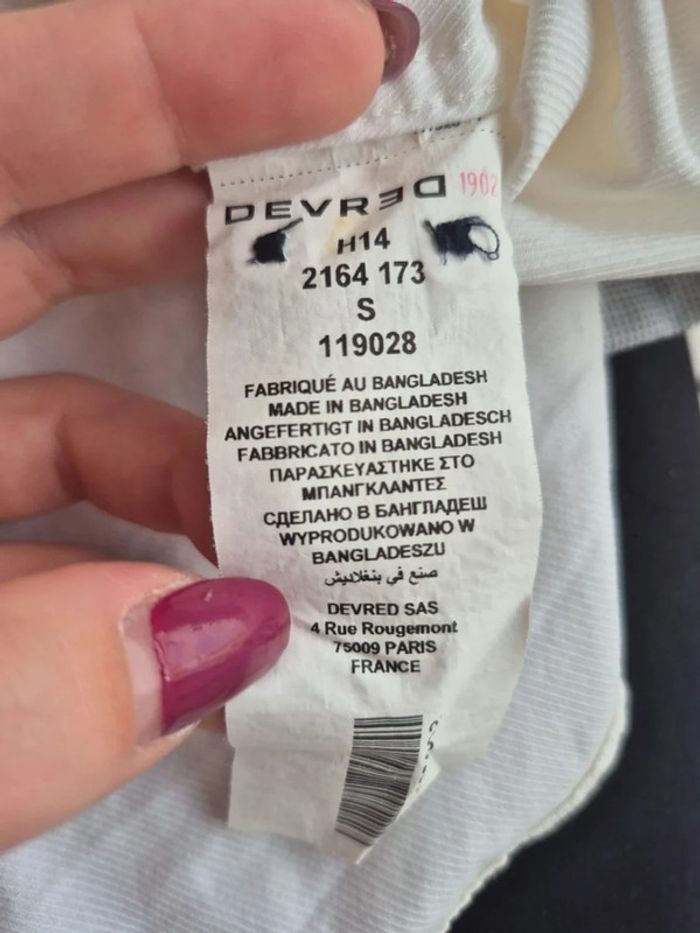 DEVRED 1902
H14
2164 173
S
119028
FABRIQUÉ AU BANGLADESH
MADE IN BANGLADESH
ANGEFERTIGT IN BANGLADESCH
FABBRICATO IN BANGLADESH
ΠΑΡΑΣΚΕΥΑΣΤΗΚΕ ΣΤΟ
ΜΠΑΝΓΚΛΑΝΤΕΣ
СДЕЛАНО В БАНГЛАДЕШ
WYPRODUKOWANO W
BANGLADESZU
صنع في بنغلاديش
DEVRED SAS
4 Rue Rougemont
75009 PARIS
FRANCE